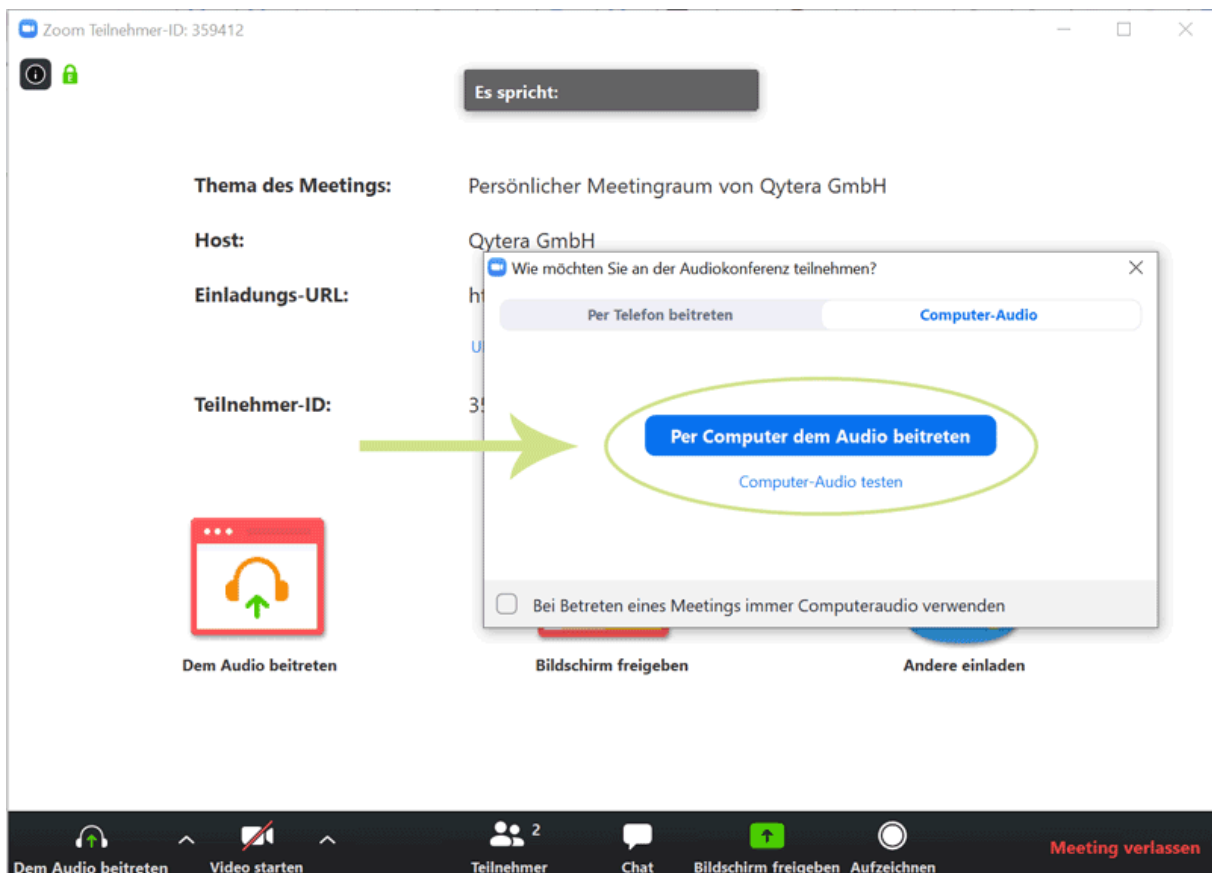 Zoom Teilnehmer-ID: 359412
Es spricht:
Thema des Meetings: Persönlicher Meetingraum von Qytera GmbH
Host: Qytera GmbH
Einladungs-URL:
Teilnehmer-ID:
Wie möchten Sie an der Audiokonferenz teilnehmen?
Per Telefon beitreten Computer-Audio
Per Computer dem Audio beitreten
Computer-Audio testen
Bei Betreten eines Meetings immer Computeraudio verwenden
Dem Audio beitreten Bildschirm freigeben Andere einladen
2
Dem Audio beitreten Video starten Teilnehmer Chat Bildschirm freigeben Aufzeichnen Meeting verlassen